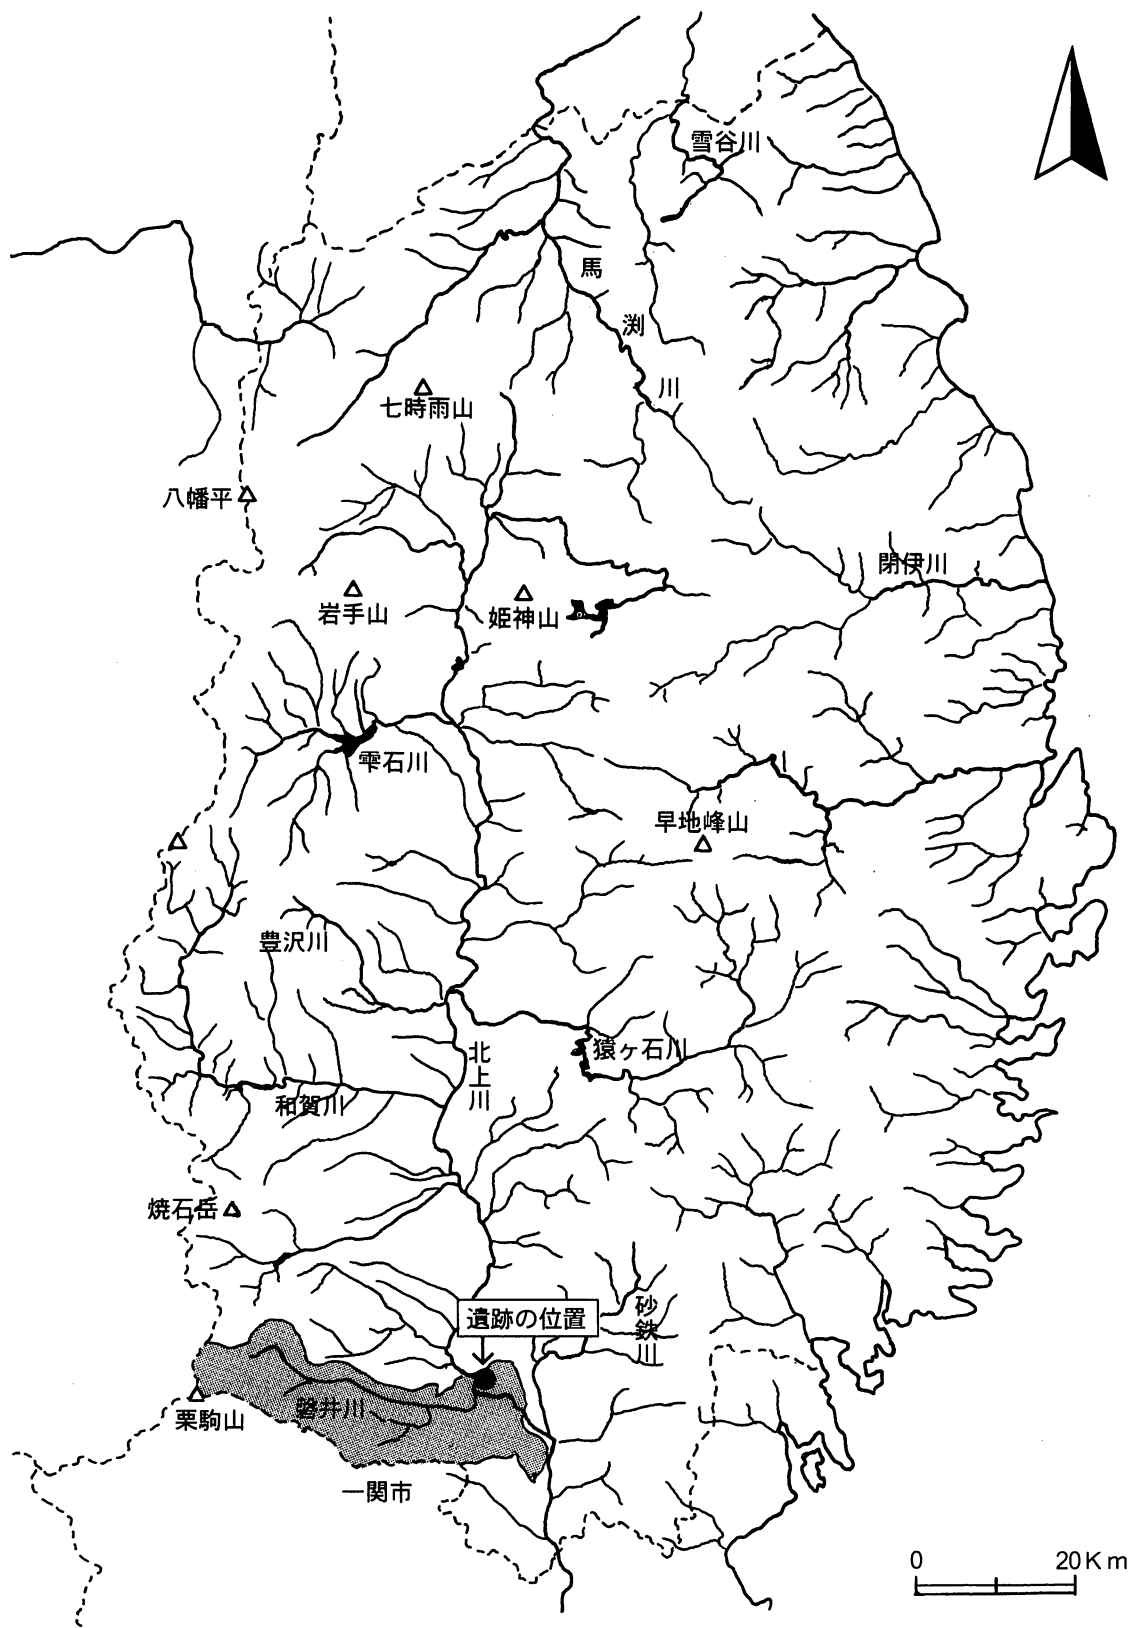 雪谷川
馬淵川
七時雨山
八幡平
閉伊川
岩手山
姫神山
雫石川
早地峰山
豊沢川
北上川
猿ヶ石川
和賀川
焼石岳
遺跡の位置
砂鉄川
磐井川
栗駒山
一関市
0 20Km